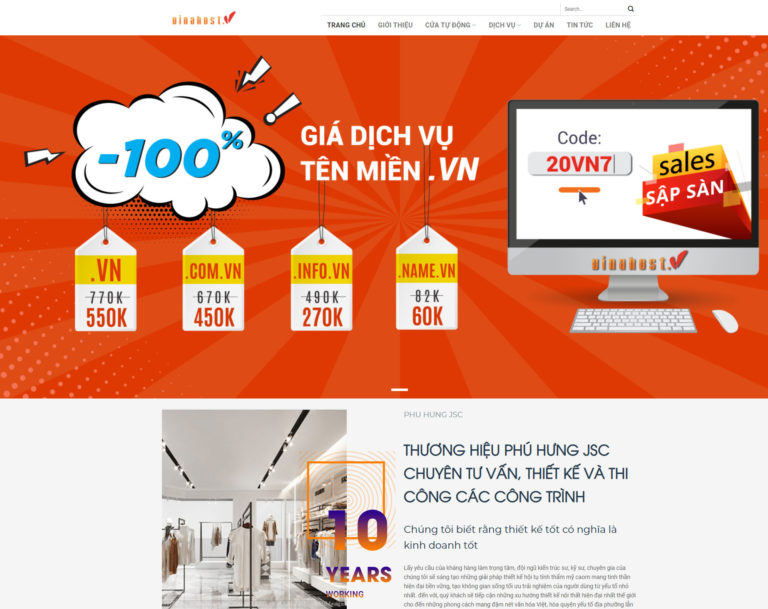 vinahost.V
Search...
TRANG CHỦ GIỚI THIỆU CỬA TỰ ĐỘNG DỊCH VỤ DỰ ÁN TIN TỨC LIÊN HỆ
-100%
GIÁ DỊCH VỤ
TÊN MIỀN .VN
.VN
770K
550K
.COM.VN
670K
450K
.INFO.VN
490K
270K
.NAME.VN
82K
60K
Code:
20VN7
sales
SẬP SÀN
vinahost.V
PHU HUNG JSC
THƯƠNG HIỆU PHÚ HƯNG JSC
CHUYÊN TƯ VẤN, THIẾT KẾ VÀ THI
CÔNG CÁC CÔNG TRÌNH
Chúng tôi biết rằng thiết kế tốt có nghĩa là
kinh doanh tốt
10
YEARS
WORKING
Lấy yêu cầu của khảng hàng làm trọng tâm, đội ngũ kiến trúc sư, kỹ sư, chuyên gia của
chúng tôi sẽ sáng tạo những giải pháp thiết kế hội tụ tính thẩm mỹ caom mang tinh thần
hiện đại bền vững, tạo không gian sống tối ưu trải nghiệm của người dùng từ yếu tố nhỏ
nhất. đến với, quý khách sẽ tiếp cận những xu hướng thiết kế nội thất hiện đại nhất thế giới
cho đến những phong cách mang đậm nét văn hóa Việt, hòa quyện yếu tố địa phương lẫn